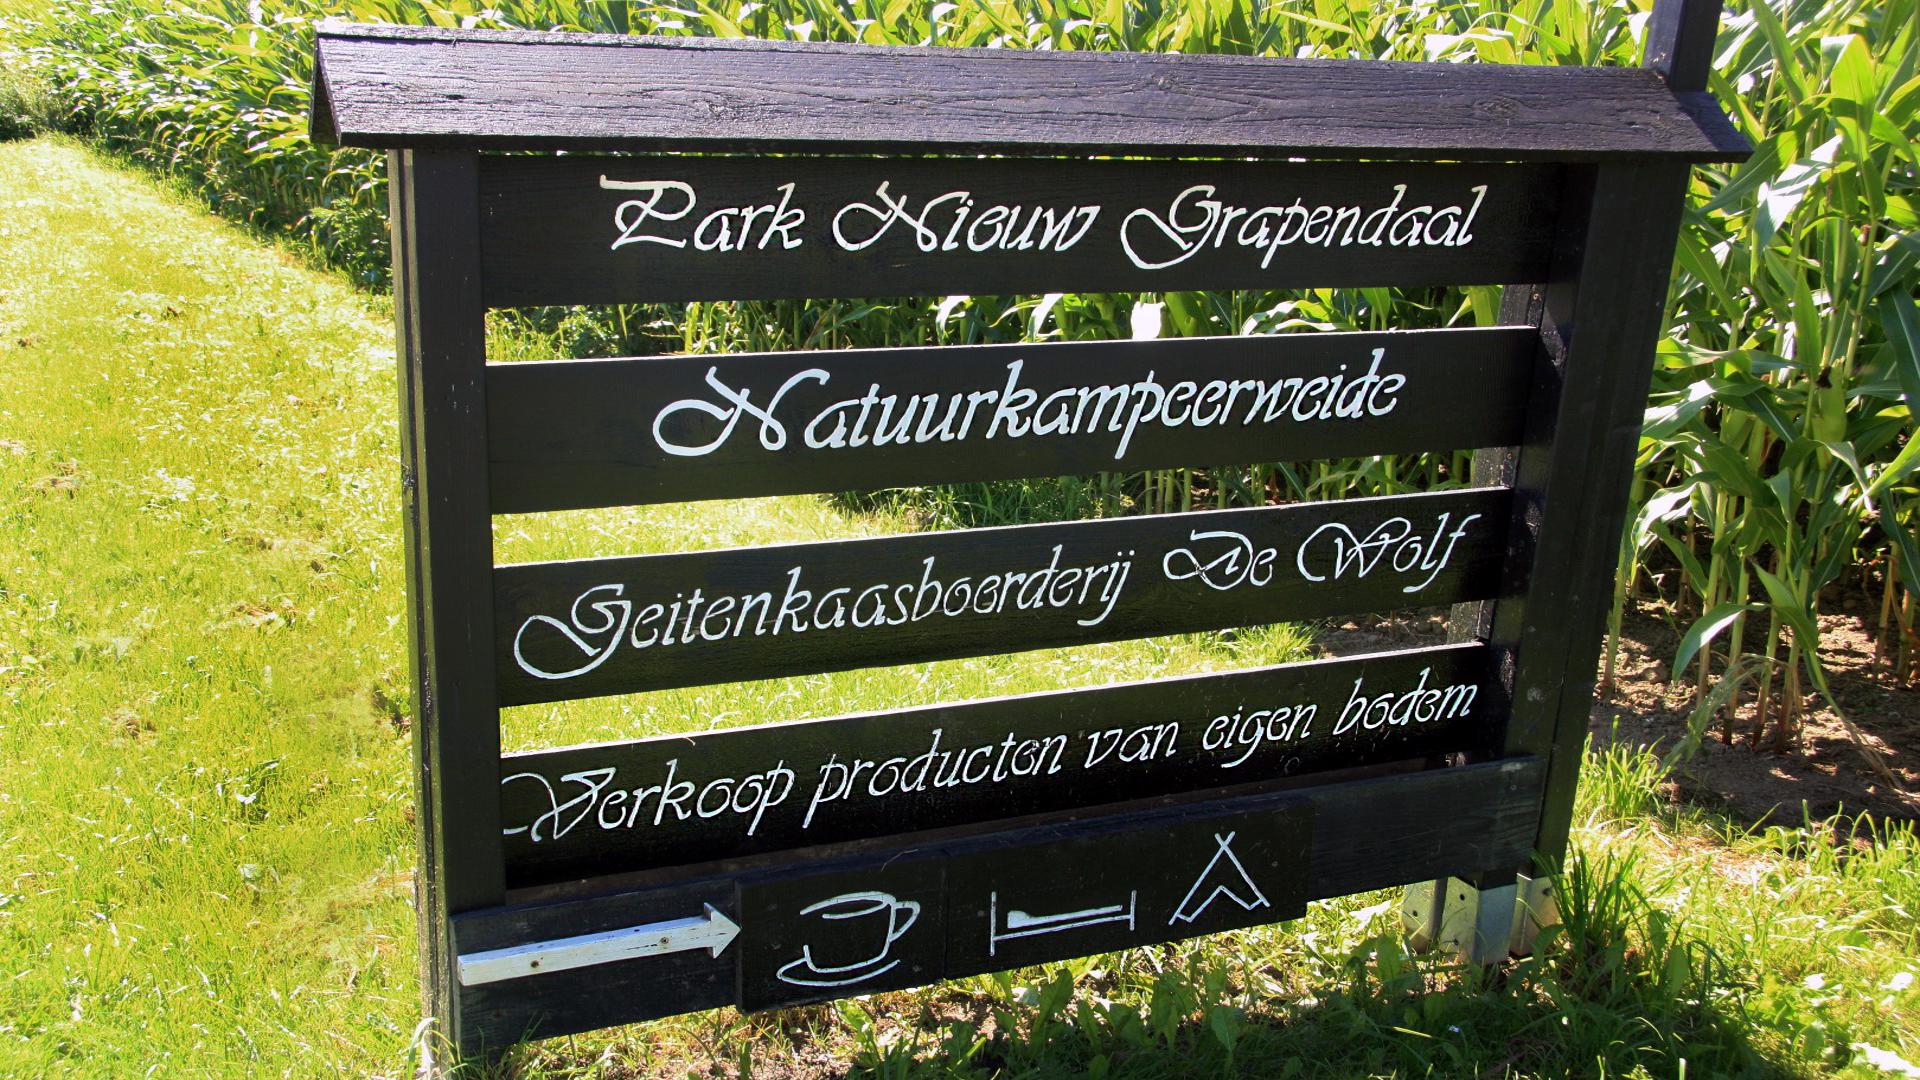 Park Nieuw Grapendaal
Natuurkampeerweide
Geitenkaasboerderij De Wolf
Verkoop producten van eigen bodem